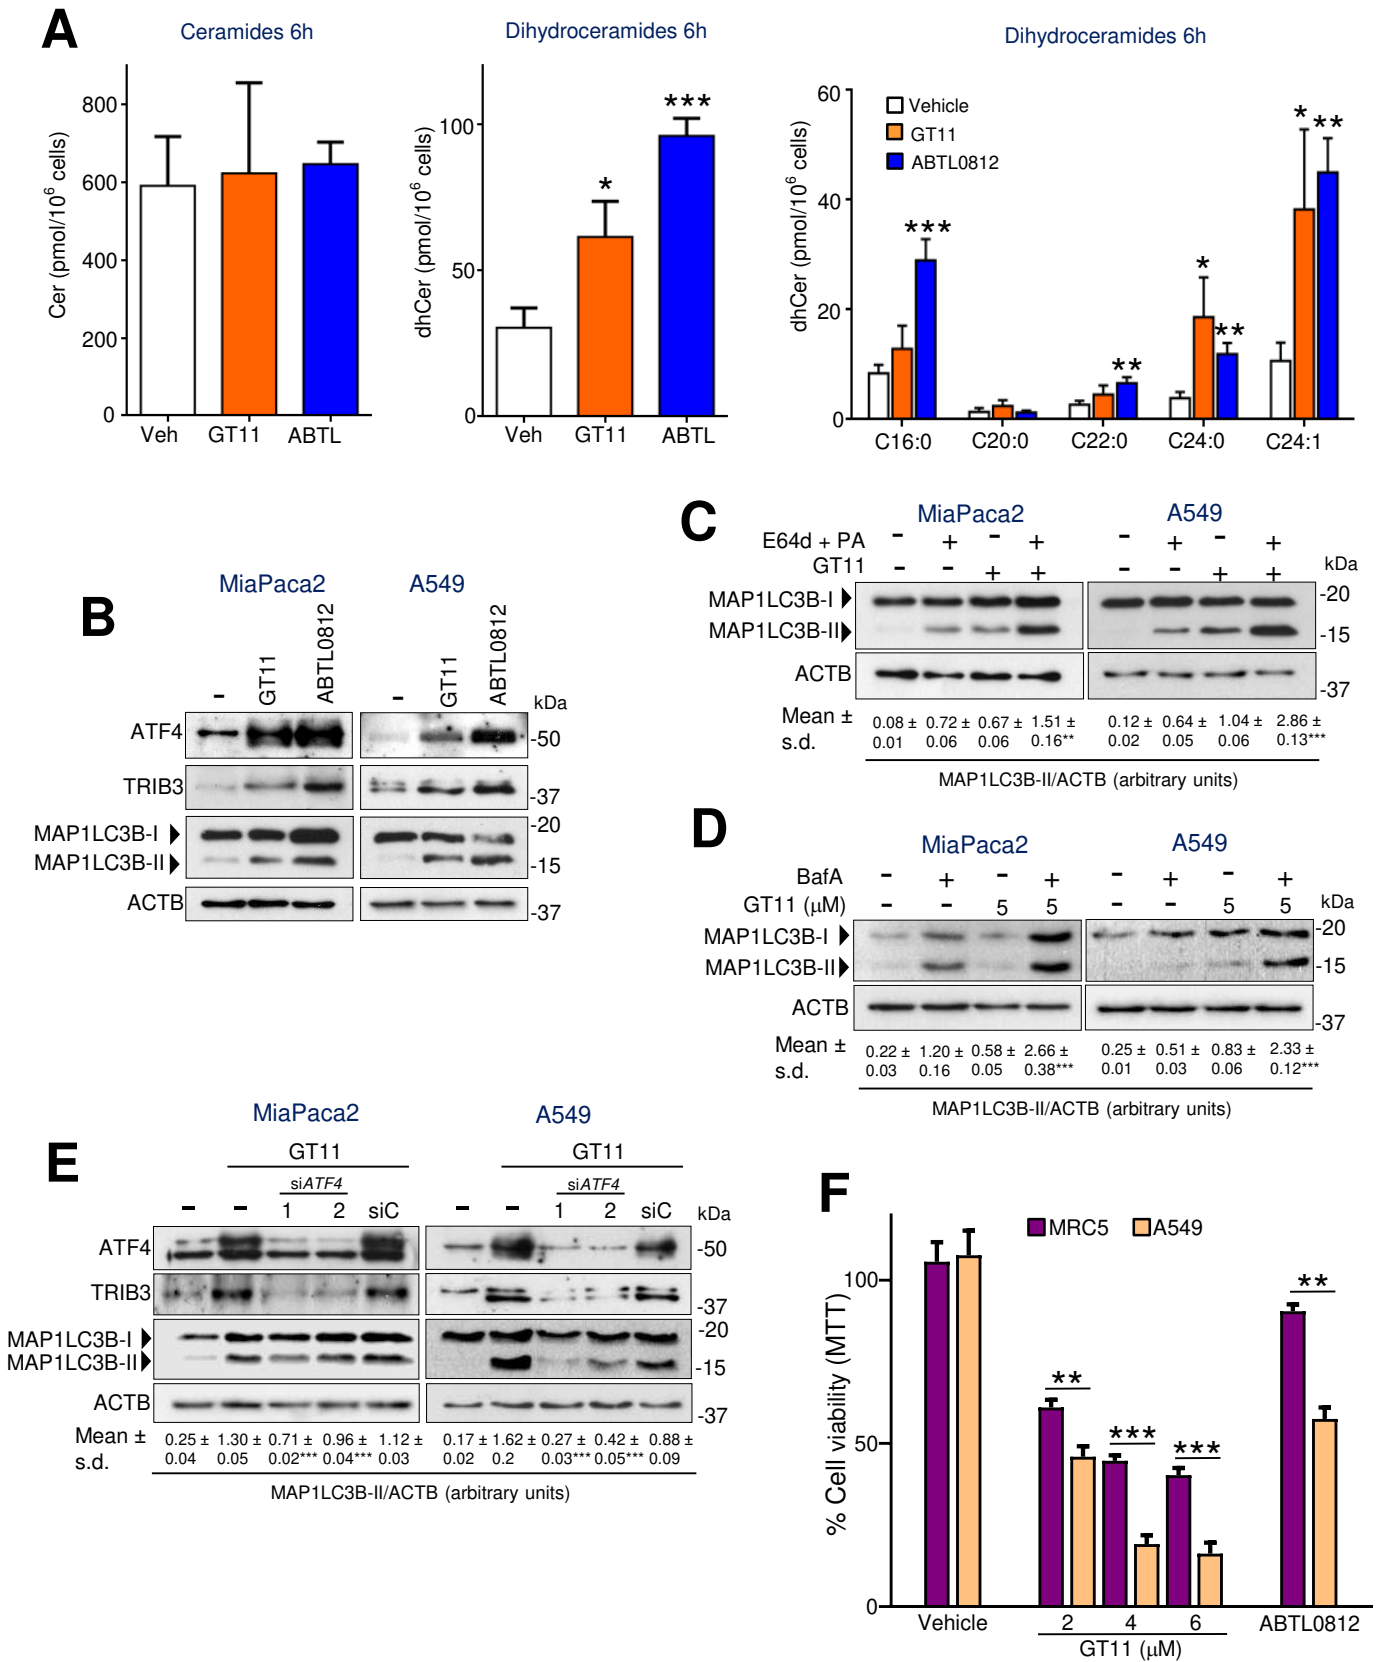 A
Ceramides 6h
Cer (pmol/10⁶ cells)
800
600
400
200
0
Veh GT11 ABTL
Dihydroceramides 6h
dhCer (pmol/10⁶ cells)
100
50
0
*
***
Veh GT11 ABTL
Dihydroceramides 6h
dhCer (pmol/10⁶ cells)
60
40
20
0
Vehicle
GT11
ABTL0812
***
**
*
**
*
**
C16:0 C20:0 C22:0 C24:0 C24:1
B
MiaPaca2 A549
- GT11 ABTL0812 - GT11 ABTL0812
kDa
ATF4 -50
TRIB3 -37
MAP1LC3B-I -20
MAP1LC3B-II -15
ACTB -37
C
MiaPaca2 A549
E64d + PA - + - + - + - +
GT11 - - + + - - + +
kDa
MAP1LC3B-I -20
MAP1LC3B-II -15
ACTB -37
Mean ± 0.08 ± 0.72 ± 0.67 ± 1.51 ± 0.12 ± 0.64 ± 1.04 ± 2.86 ±
s.d. 0.01 0.06 0.06 0.16** 0.02 0.05 0.06 0.13***
MAP1LC3B-II/ACTB (arbitrary units)
D
MiaPaca2 A549
BafA - + - + - + - +
GT11 (µM) - - 5 5 - - 5 5
kDa
MAP1LC3B-I -20
MAP1LC3B-II -15
ACTB -37
Mean ± 0.22 ± 1.20 ± 0.58 ± 2.66 ± 0.25 ± 0.51 ± 0.83 ± 2.33 ±
s.d. 0.03 0.16 0.05 0.38*** 0.01 0.03 0.06 0.12***
MAP1LC3B-II/ACTB (arbitrary units)
E
MiaPaca2 A549
GT11 GT11
siATF4 siATF4
- - 1 2 siC - - 1 2 siC
kDa
ATF4 -50
TRIB3 -37
MAP1LC3B-I -20
MAP1LC3B-II -15
ACTB -37
Mean ± 0.25 ± 1.30 ± 0.71 ± 0.96 ± 1.12 ± 0.17 ± 1.62 ± 0.27 ± 0.42 ± 0.88 ±
s.d. 0.04 0.05 0.02*** 0.04*** 0.03 0.02 0.2 0.03*** 0.05*** 0.09
MAP1LC3B-II/ACTB (arbitrary units)
F
MRC5 A549
% Cell viability (MTT)
100
50
0
**
***
***
**
Vehicle 2 4 6 ABTL0812
GT11 (µM)